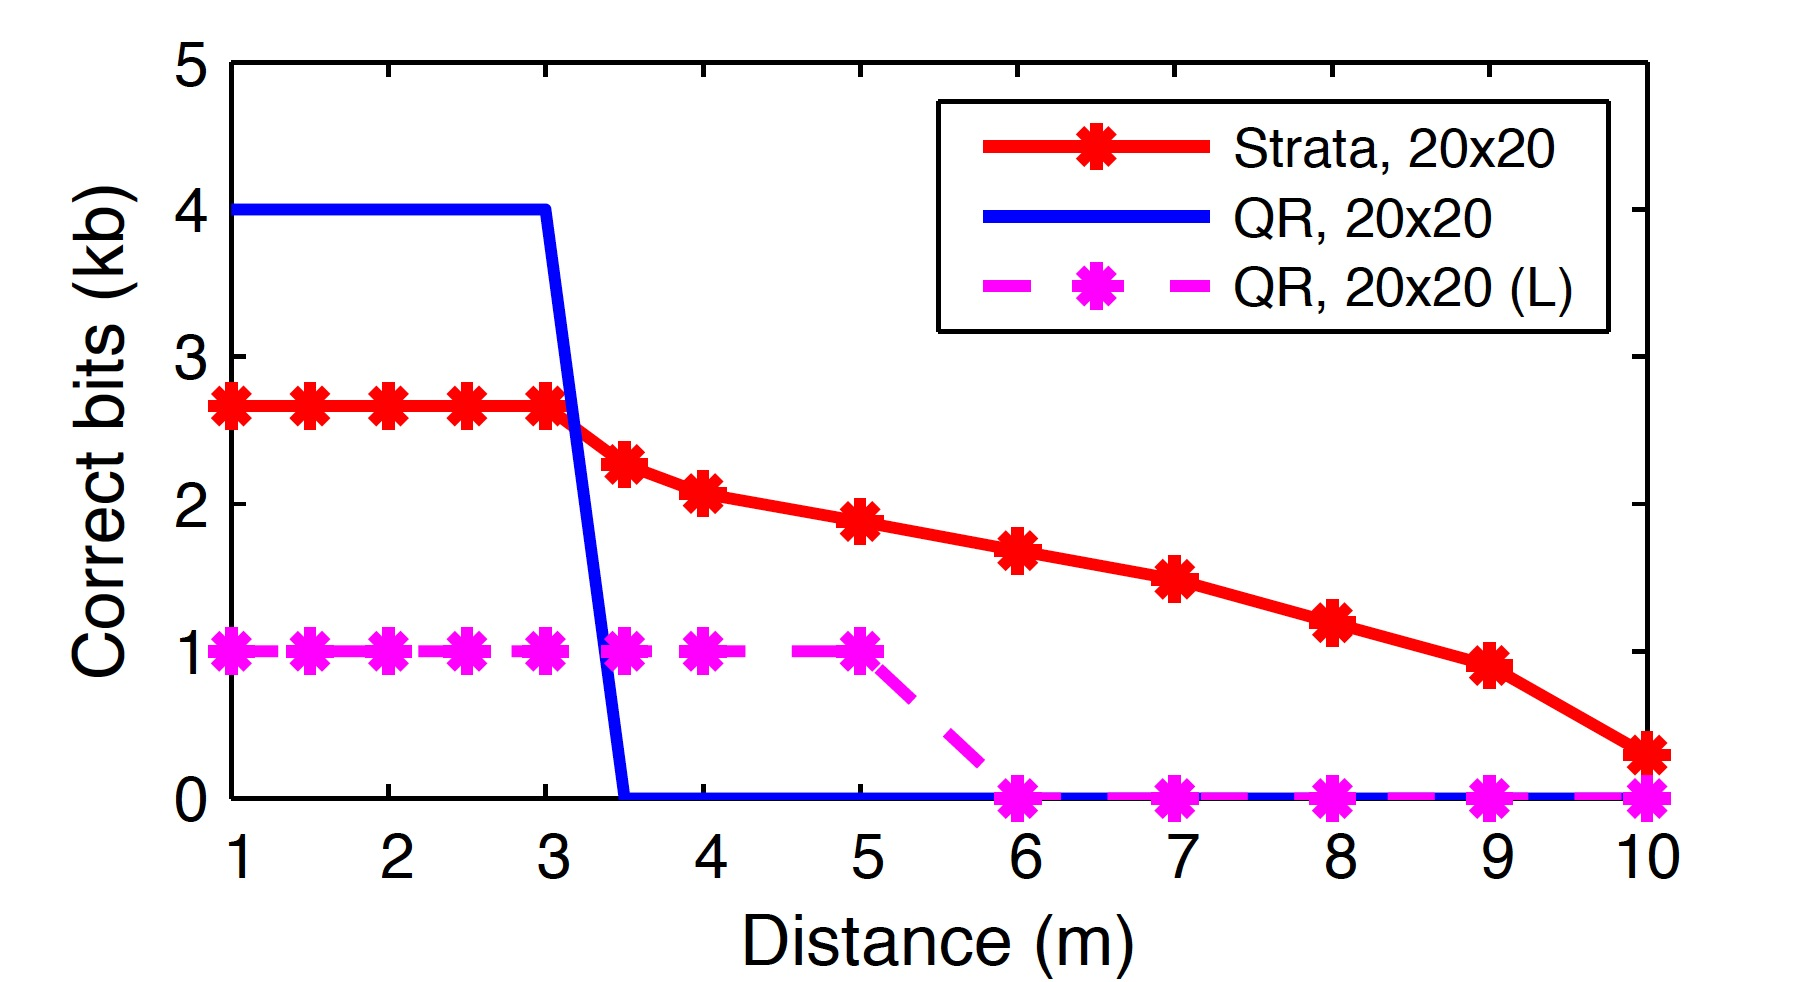 5
4
3
2
1
0
Correct bits (kb)
Strata, 20x20
QR, 20x20
QR, 20x20 (L)
1 2 3 4 5 6 7 8 9 10
Distance (m)